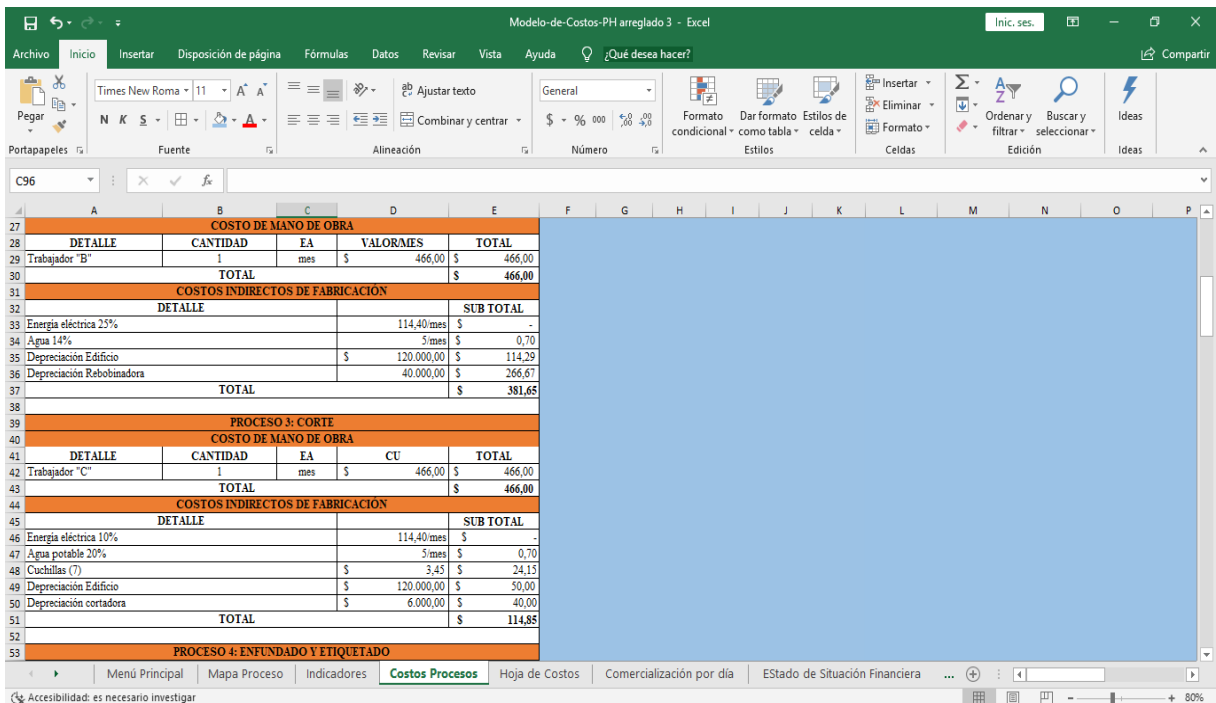 Modelo-de-Costos-PH arreglado 3 - Excel
Inic. ses.
Archivo Inicio Insertar Disposición de página Fórmulas Datos Revisar Vista Ayuda ¿Qué desea hacer? Compartir
Pegar
Times New Roma 11
N K S
Ajustar texto
Combinar y centrar
General
$ % 000
Formato condicional
Dar formato como tabla
Estilos de celda
Insertar
Eliminar
Formato
Ordenar y filtrar
Buscar y seleccionar
Ideas
Portapapeles Fuente Alineación Número Estilos Celdas Edición Ideas
C96 fx
A B C D E F G H I J K L M N O P
27 COSTO DE MANO DE OBRA
28 DETALLE CANTIDAD EA VALOR/MES TOTAL
29 Trabajador "B" 1 mes $ 466,00 $ 466,00
30 TOTAL $ 466,00
31 COSTOS INDIRECTOS DE FABRICACIÓN
32 DETALLE SUB TOTAL
33 Energía eléctrica 25% 114,40/mes $ -
34 Agua 14% 5/mes $ 0,70
35 Depreciación Edificio $ 120.000,00 $ 114,29
36 Depreciación Rebobinadora 40.000,00 $ 266,67
37 TOTAL $ 381,65
38
39 PROCESO 3: CORTE
40 COSTO DE MANO DE OBRA
41 DETALLE CANTIDAD EA CU TOTAL
42 Trabajador "C" 1 mes $ 466,00 $ 466,00
43 TOTAL $ 466,00
44 COSTOS INDIRECTOS DE FABRICACIÓN
45 DETALLE SUB TOTAL
46 Energía eléctrica 10% 114,40/mes $ -
47 Agua potable 20% 5/mes $ 0,70
48 Cuchillas (7) $ 3,45 $ 24,15
49 Depreciación Edificio $ 120.000,00 $ 50,00
50 Depreciación cortadora $ 6.000,00 $ 40,00
51 TOTAL $ 114,85
52
53 PROCESO 4: ENFUNDADO Y ETIQUETADO
Menú Principal Mapa Proceso Indicadores Costos Procesos Hoja de Costos Comercialización por día EStado de Situación Financiera ...
Accesibilidad: es necesario investigar 80%